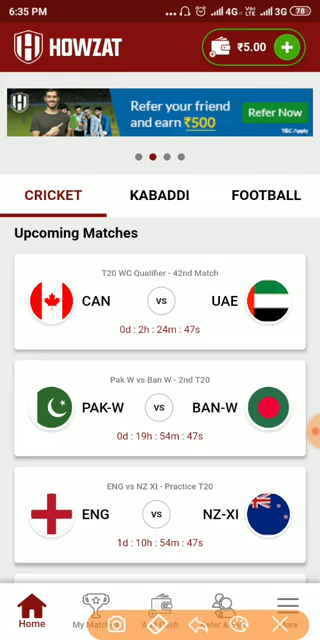 6:35 PM
4G
Vo LTE
3G
78
HOWZAT
₹5.00
Refer your friend
and earn ₹500
Refer Now
T&C Apply
CRICKET
KABADDI
FOOTBALL
Upcoming Matches
T20 WC Qualifier - 42nd Match
CAN
VS
UAE
0d : 2h : 24m : 47s
Pak W vs Ban W - 2nd T20
PAK-W
VS
BAN-W
0d : 19h : 54m : 47s
ENG vs NZ XI - Practice T20
ENG
VS
NZ-XI
1d : 10h : 54m : 47s
Home
My